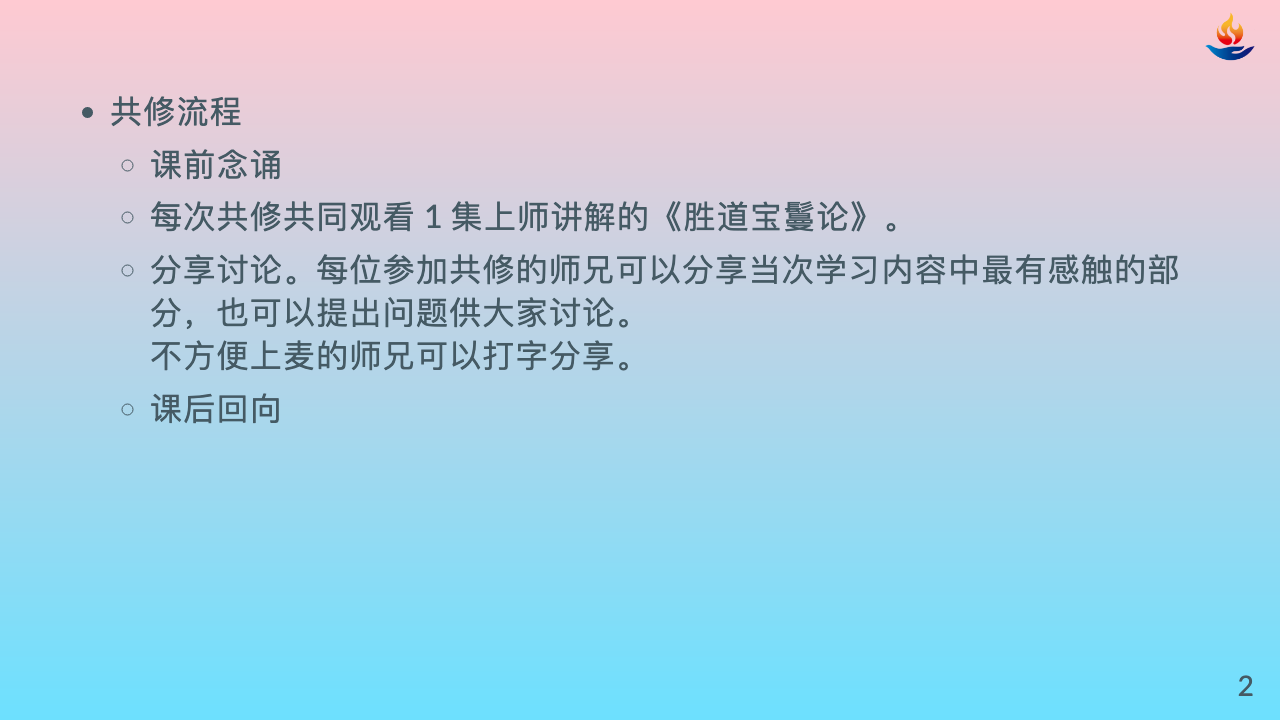 共修流程
课前念诵
每次共修共同观看 1 集上师讲解的《胜道宝鬘论》。
分享讨论。每位参加共修的师兄可以分享当次学习内容中最有感触的部
分，也可以提出问题供大家讨论。
不方便上麦的师兄可以打字分享。
课后回向
2